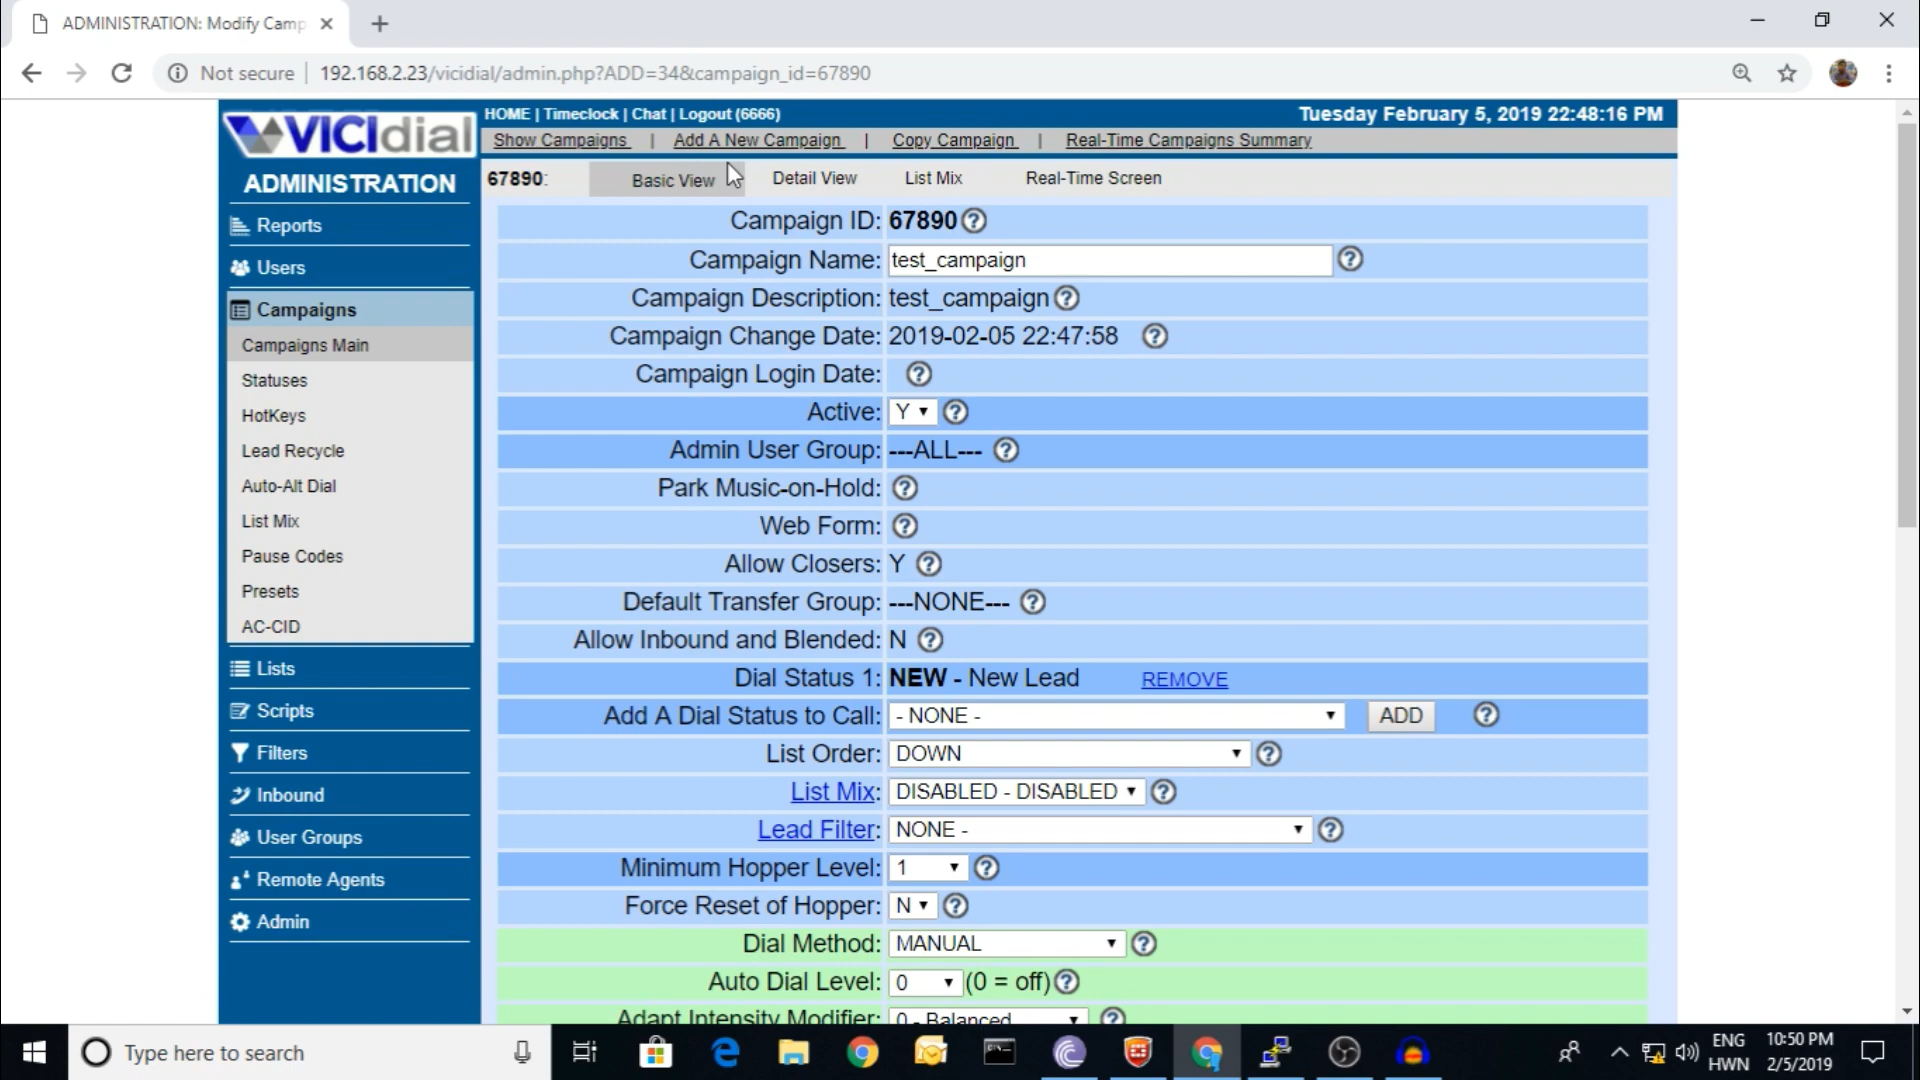 ADMINISTRATION: Modify Camp
Not secure | 192.168.2.23/vicidial/admin.php?ADD=34&campaign_id=67890
VICIdial
HOME | Timeclock | Chat | Logout (6666)
Tuesday February 5, 2019 22:48:16 PM
Show Campaigns | Add A New Campaign | Copy Campaign | Real-Time Campaigns Summary
ADMINISTRATION
67890: Basic View Detail View List Mix Real-Time Screen
Reports
Users
Campaigns
Campaigns Main
Statuses
HotKeys
Lead Recycle
Auto-Alt Dial
List Mix
Pause Codes
Presets
AC-CID
Lists
Scripts
Filters
Inbound
User Groups
Remote Agents
Admin
Campaign ID: 67890 ?
Campaign Name: test_campaign ?
Campaign Description: test_campaign ?
Campaign Change Date: 2019-02-05 22:47:58 ?
Campaign Login Date: ?
Active: Y ?
Admin User Group: ---ALL--- ?
Park Music-on-Hold: ?
Web Form: ?
Allow Closers: Y ?
Default Transfer Group: ---NONE--- ?
Allow Inbound and Blended: N ?
Dial Status 1: NEW - New Lead REMOVE
Add A Dial Status to Call: - NONE - ADD ?
List Order: DOWN ?
List Mix: DISABLED - DISABLED ?
Lead Filter: NONE - ?
Minimum Hopper Level: 1 ?
Force Reset of Hopper: N ?
Dial Method: MANUAL ?
Auto Dial Level: 0 (0 = off) ?
Adapt Intensity Modifier: 0 - Balanced ?
Type here to search
ENG
HWN
10:50 PM
2/5/2019